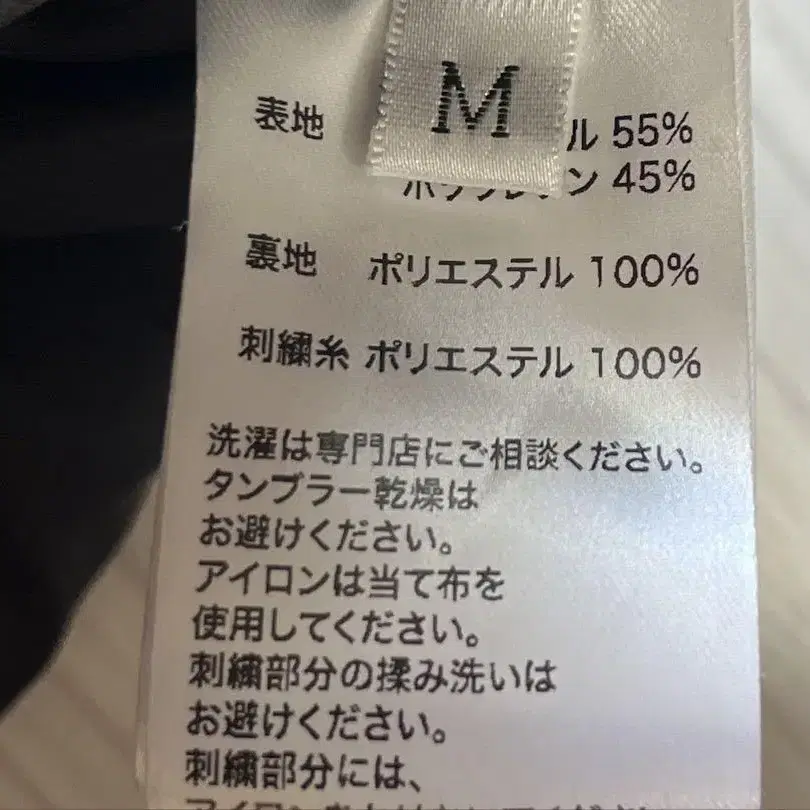 M
表地 ル 55%
ン 45%
裏地 ポリエステル 100%
刺繍糸 ポリエステル 100%
洗濯は専門店にご相談ください。
タンブラー乾燥は
お避けください。
アイロンは当て布を
使用してください。
刺繍部分の揉み洗いは
お避けください。
刺繍部分には、